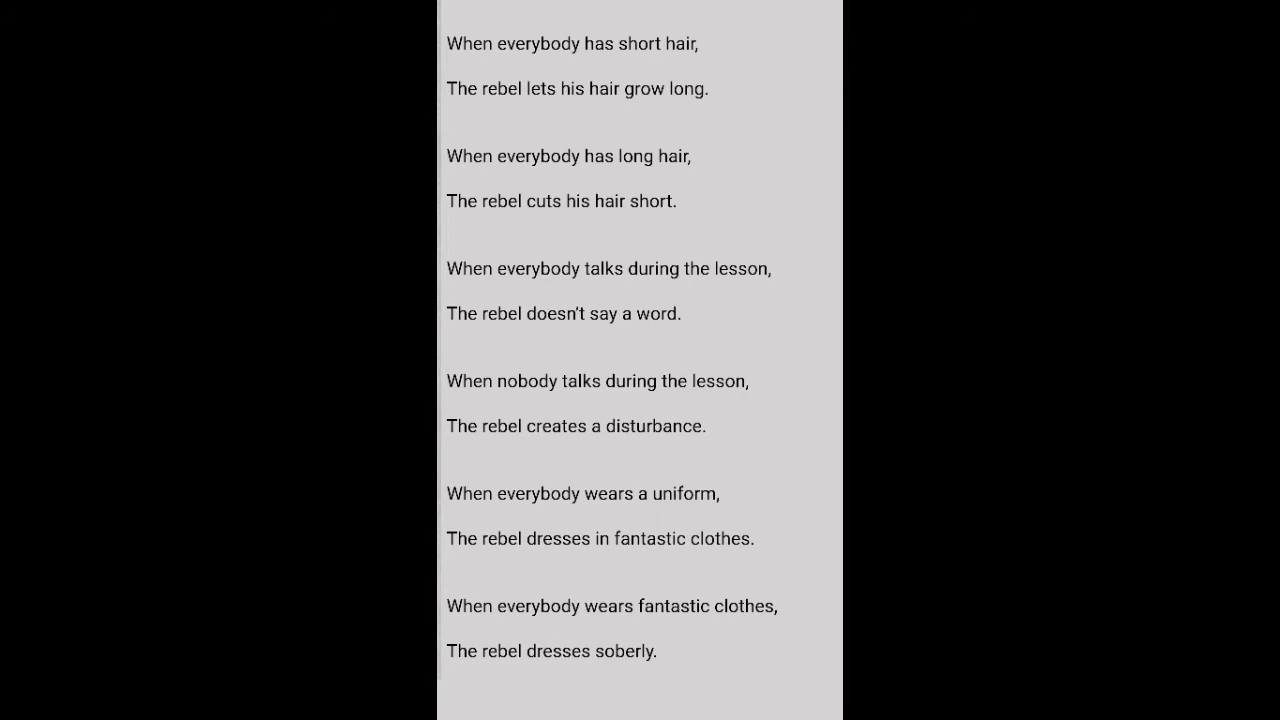 When everybody has short hair,
The rebel lets his hair grow long.
When everybody has long hair,
The rebel cuts his hair short.
When everybody talks during the lesson,
The rebel doesn’t say a word.
When nobody talks during the lesson,
The rebel creates a disturbance.
When everybody wears a uniform,
The rebel dresses in fantastic clothes.
When everybody wears fantastic clothes,
The rebel dresses soberly.